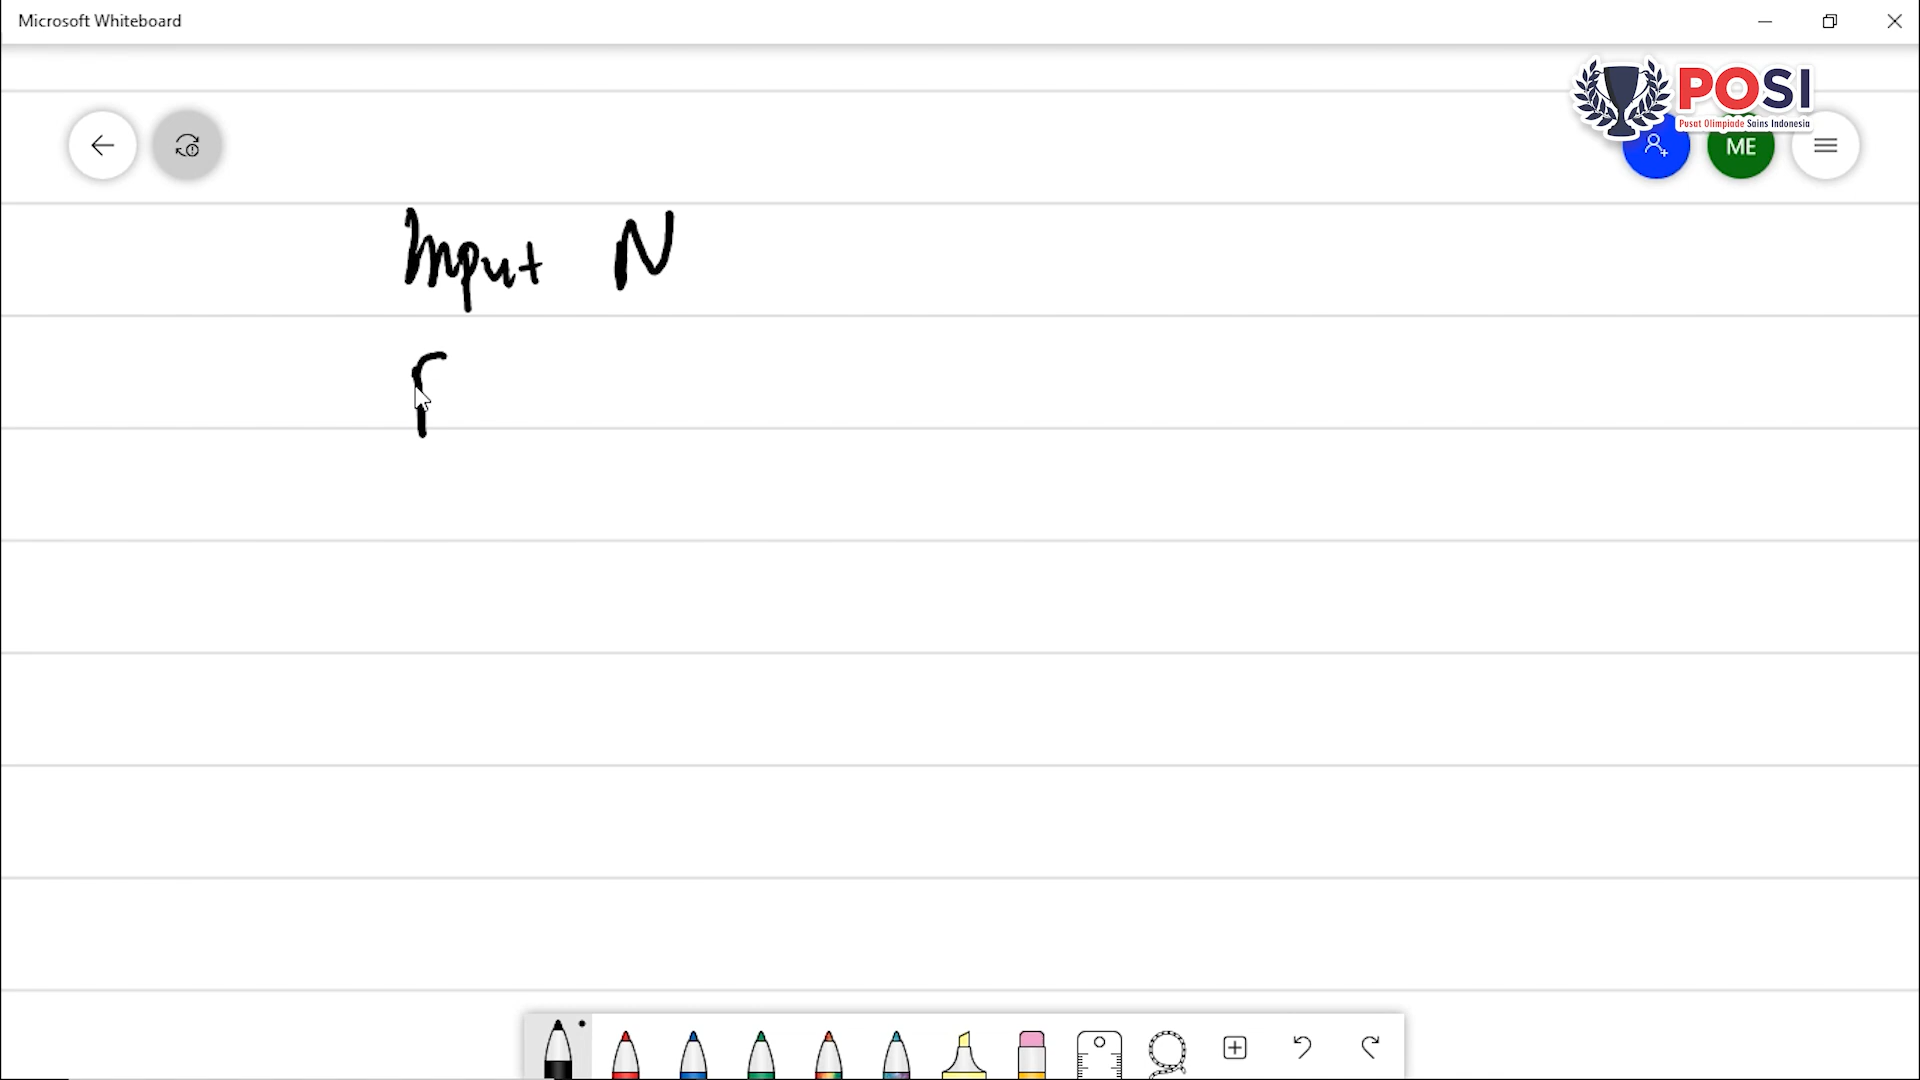 Microsoft Whiteboard
POSI
Pusat Olimpiade Sains Indonesia
ME
Input N